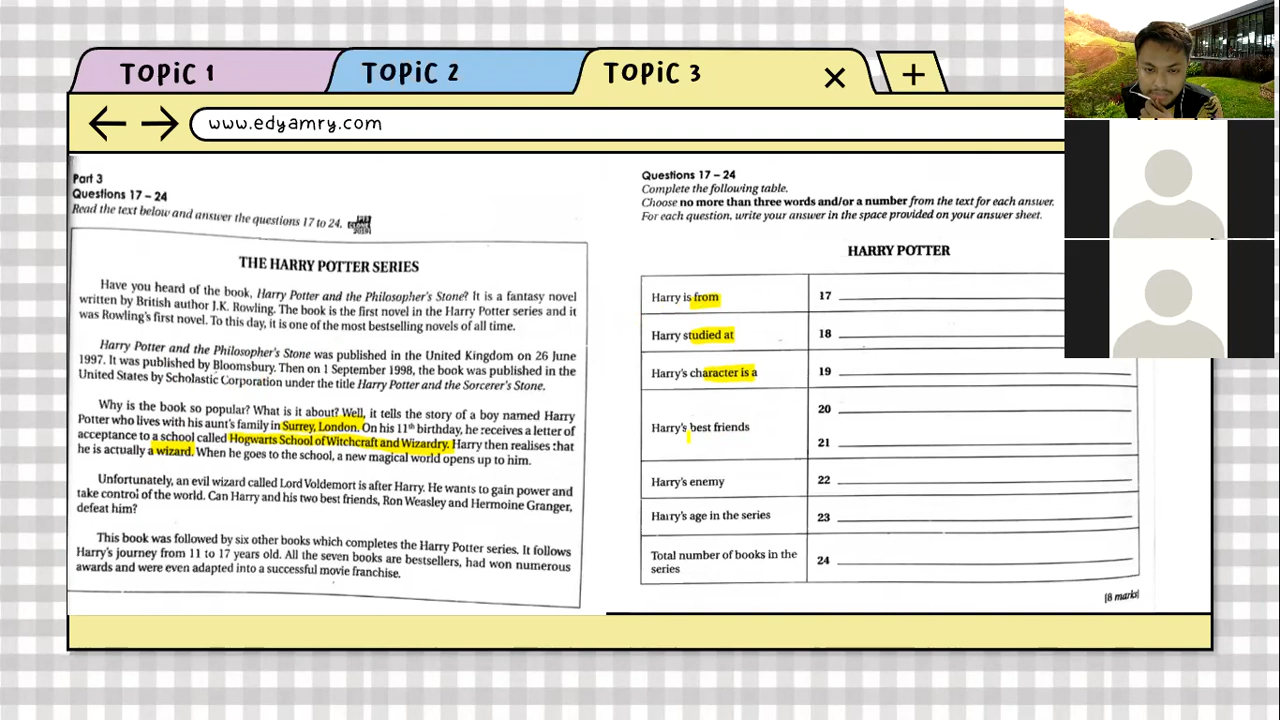 TOPIC 1
TOPIC 2
TOPIC 3
www.edyamry.com
Part 3
Questions 17 – 24
Read the text below and answer the questions 17 to 24.
THE HARRY POTTER SERIES
Have you heard of the book, Harry Potter and the Philosopher's Stone? It is a fantasy novel
written by British author J.K. Rowling. The book is the first novel in the Harry Potter series and it
was Rowling's first novel. To this day, it is one of the most bestselling novels of all time.
Harry Potter and the Philosopher's Stone was published in the United Kingdom on 26 June
1997. It was published by Bloomsbury. Then on 1 September 1998, the book was published in the
United States by Scholastic Corporation under the title Harry Potter and the Sorcerer's Stone.
Why is the book so popular? What is it about? Well, it tells the story of a boy named Harry
Potter who lives with his aunt's family in Surrey, London. On his 11th birthday, he receives a letter of
acceptance to a school called Hogwarts School of Witchcraft and Wizardry. Harry then realises that
he is actually a wizard. When he goes to the school, a new magical world opens up to him.
Unfortunately, an evil wizard called Lord Voldemort is after Harry. He wants to gain power and
take control of the world. Can Harry and his two best friends, Ron Weasley and Hermoine Granger,
defeat him?
This book was followed by six other books which completes the Harry Potter series. It follows
Harry's journey from 11 to 17 years old. All the seven books are bestsellers, had won numerous
awards and were even adapted into a successful movie franchise.
Questions 17 – 24
Complete the following table.
Choose no more than three words and/or a number from the text for each answer.
For each question, write your answer in the space provided on your answer sheet.
HARRY POTTER
Harry is from 17
Harry studied at 18
Harry's character is a 19
Harry's best friends 20
21
Harry's enemy 22
Harry's age in the series 23
Total number of books in the
series 24
[8 marks]